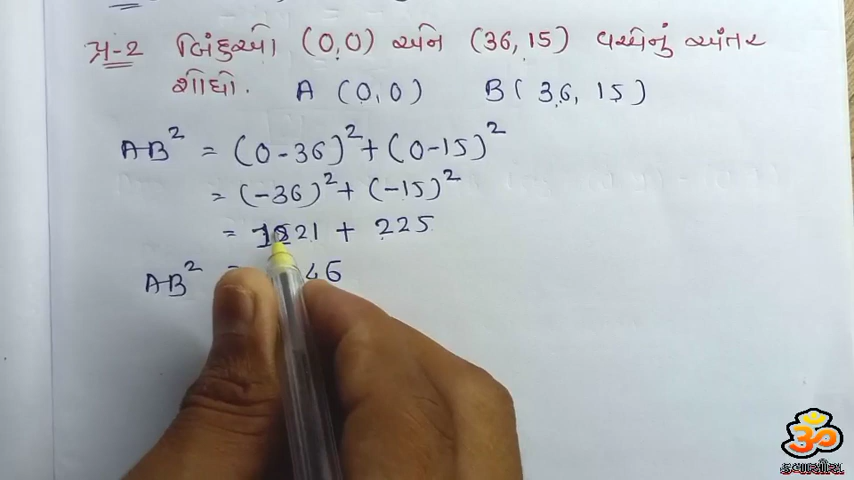 પ્ર-2 બિંદુઓ (0,0) અને (36, 15) વચ્ચેનું અંતર
શોધો. A (0,0) B( 36, 15)
AB² = (0 - 36)² + (0 - 15)²
= (-36)² + (-15)²
= 21 + 225
AB² = 46